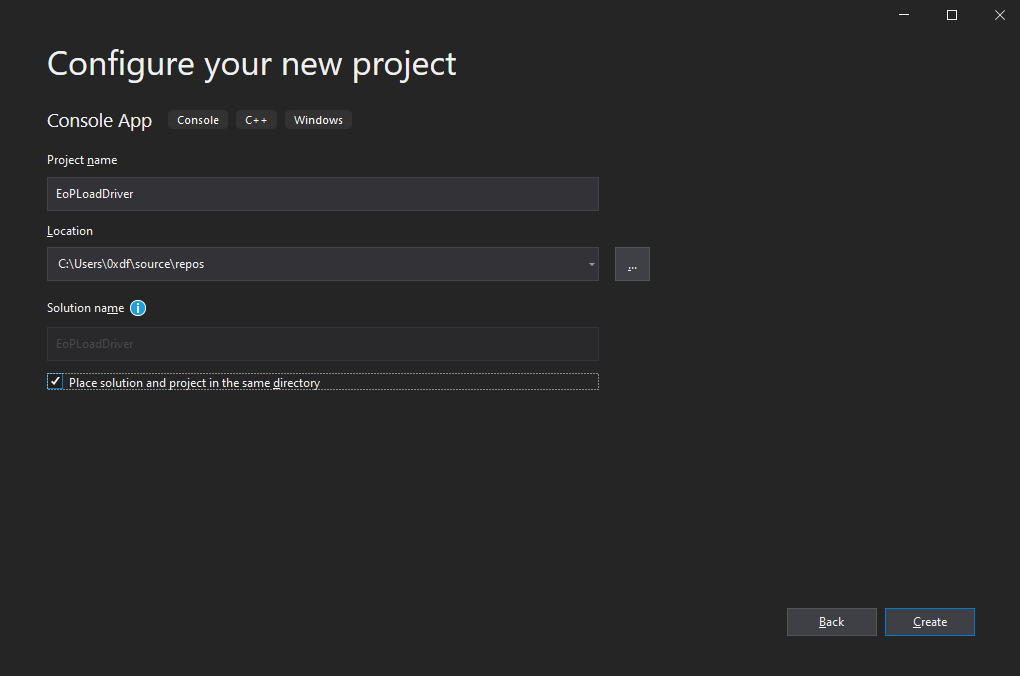 Configure your new project
Console App Console C++ Windows
Project name
EoPLoadDriver
Location
C:\Users\0xdf\source\repos
...
Solution name
EoPLoadDriver
Place solution and project in the same directory
Back Create